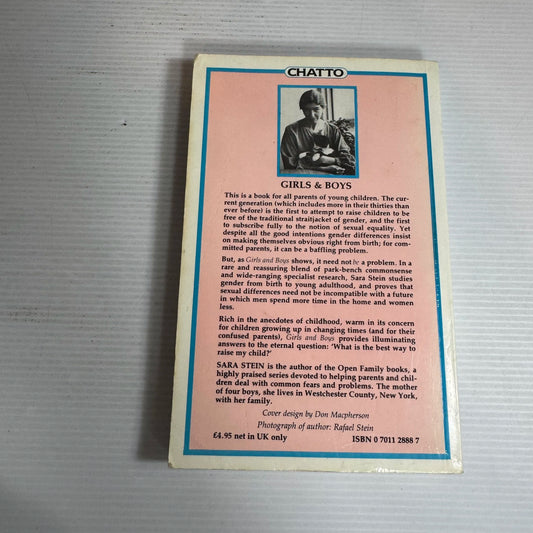 CHATTO
GIRLS & BOYS
This is a book for all parents of young children. The cur-
rent generation (which includes more in their thirties than
ever before) is the first to attempt to raise children to be
free of the traditional straitjacket of gender, and the first
to subscribe fully to the notion of sexual equality. Yet
despite all the good intentions gender differences insist
on making themselves obvious right from birth; for com-
mitted parents, it can be a baffling problem.
But, as Girls and Boys shows, it need not be a problem. In a
rare and reassuring blend of park-bench commonsense
and wide-ranging specialist research, Sara Stein studies
gender from birth to young adulthood, and proves that
sexual differences need not be incompatible with a future
in which men spend more time in the home and women
less.
Rich in the anecdotes of childhood, warm in its concern
for children growing up in changing times (and for their
confused parents), Girls and Boys provides illuminating
answers to the eternal question: 'What is the best way to
raise my child?'
SARA STEIN is the author of the Open Family books, a
highly praised series devoted to helping parents and chil-
dren deal with common fears and problems. The mother
of four boys, she lives in Westchester County, New York,
with her family.
Cover design by Don Macpherson
Photograph of author: Rafael Stein
£4.95 net in UK only ISBN 0 7011 2888 7